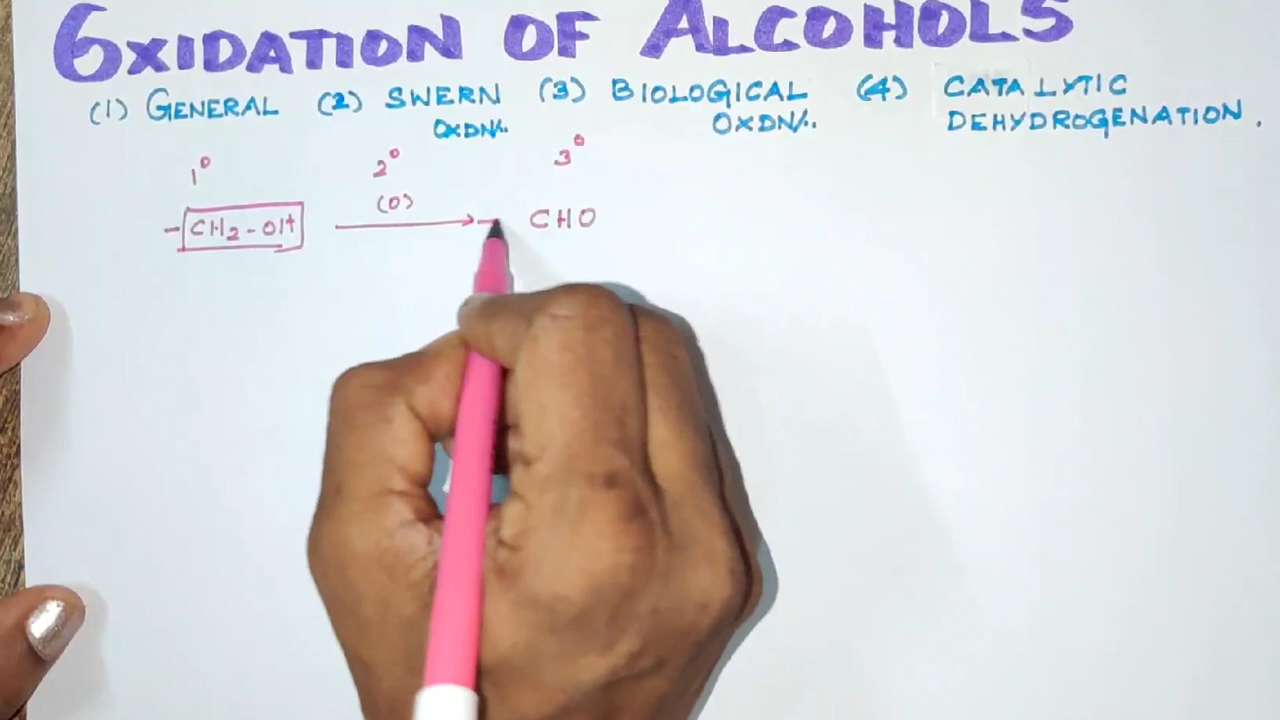 OXIDATION OF ALCOHOLS
(1) GENERAL (2) SWERN OXDN/. (3) BIOLOGICAL OXDN/. (4) CATALYTIC DEHYDROGENATION.
1° 2° 3°
-CH2-OH (O) → - CHO